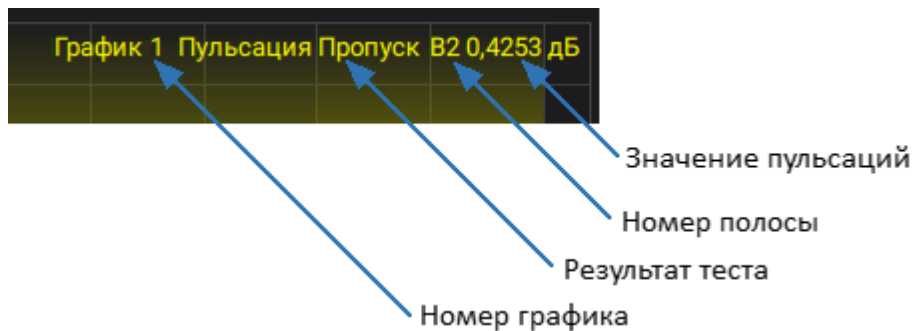 График 1 Пульсация Пропуск B2 0,4253 дБ
Значение пульсаций
Номер полосы
Результат теста
Номер графика